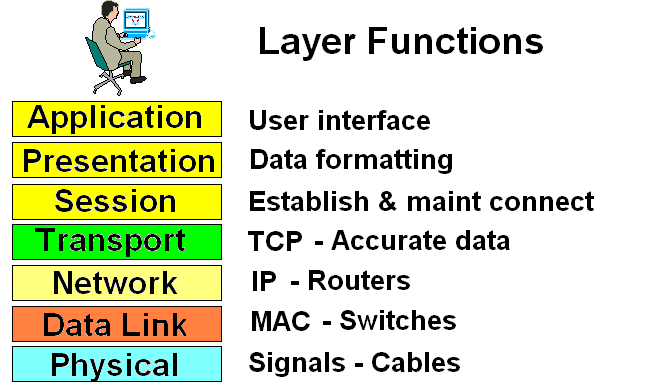 Layer Functions
Application User interface
Presentation Data formatting
Session Establish & maint connect
Transport TCP - Accurate data
Network IP - Routers
Data Link MAC - Switches
Physical Signals - Cables